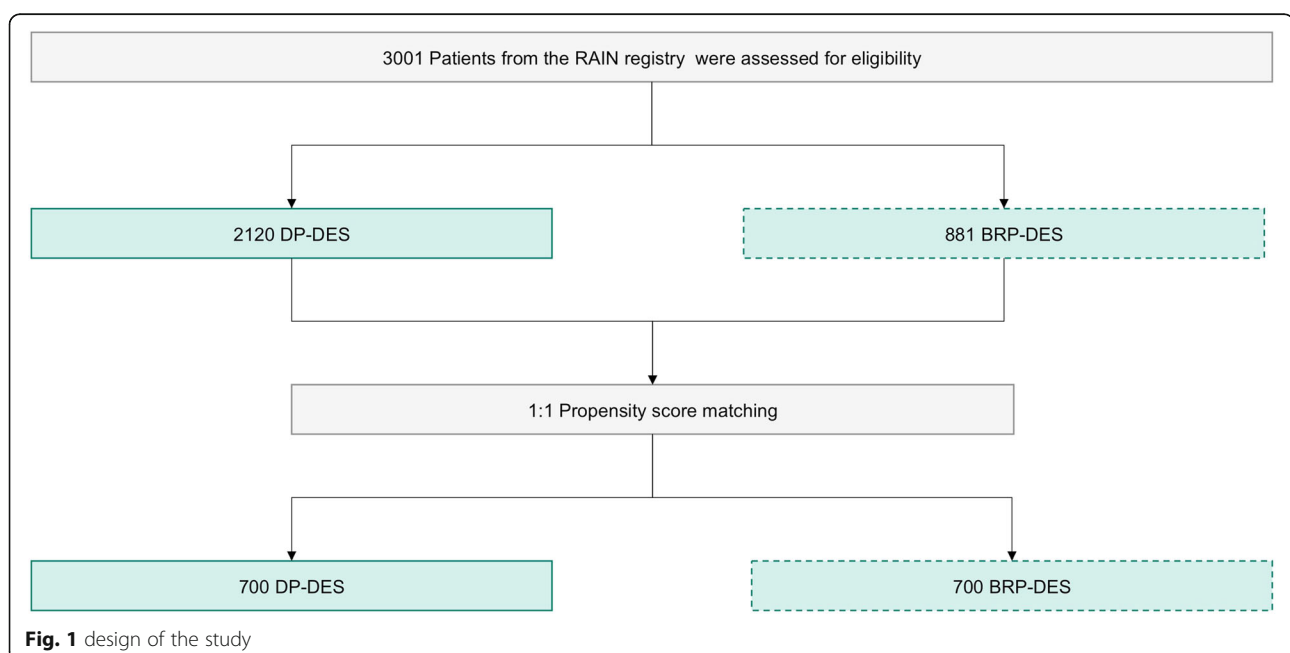 3001 Patients from the RAIN registry were assessed for eligibility
2120 DP-DES
881 BRP-DES
1:1 Propensity score matching
700 DP-DES
700 BRP-DES
Fig. 1 design of the study